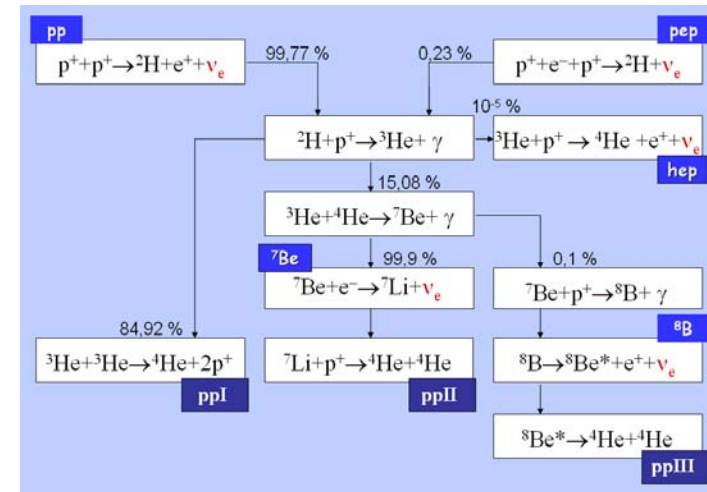 pp
pep
99,77 %
0,23 %
p⁺+p⁺→²H+e⁺+νₑ
p⁺+e⁻+p⁺→²H+νₑ
10⁻⁵ %
²H+p⁺→³He+ γ
³He+p⁺ → ⁴He +e⁺+νₑ
hep
15,08 %
³He+⁴He→⁷Be+ γ
⁷Be
99,9 %
0,1 %
⁷Be+e⁻→⁷Li+νₑ
⁷Be+p⁺→⁸B+ γ
⁸B
84,92 %
³He+³He→⁴He+2p⁺
⁷Li+p⁺→⁴He+⁴He
⁸B→⁸Be*+e⁺+νₑ
ppI
ppII
⁸Be*→⁴He+⁴He
ppIII